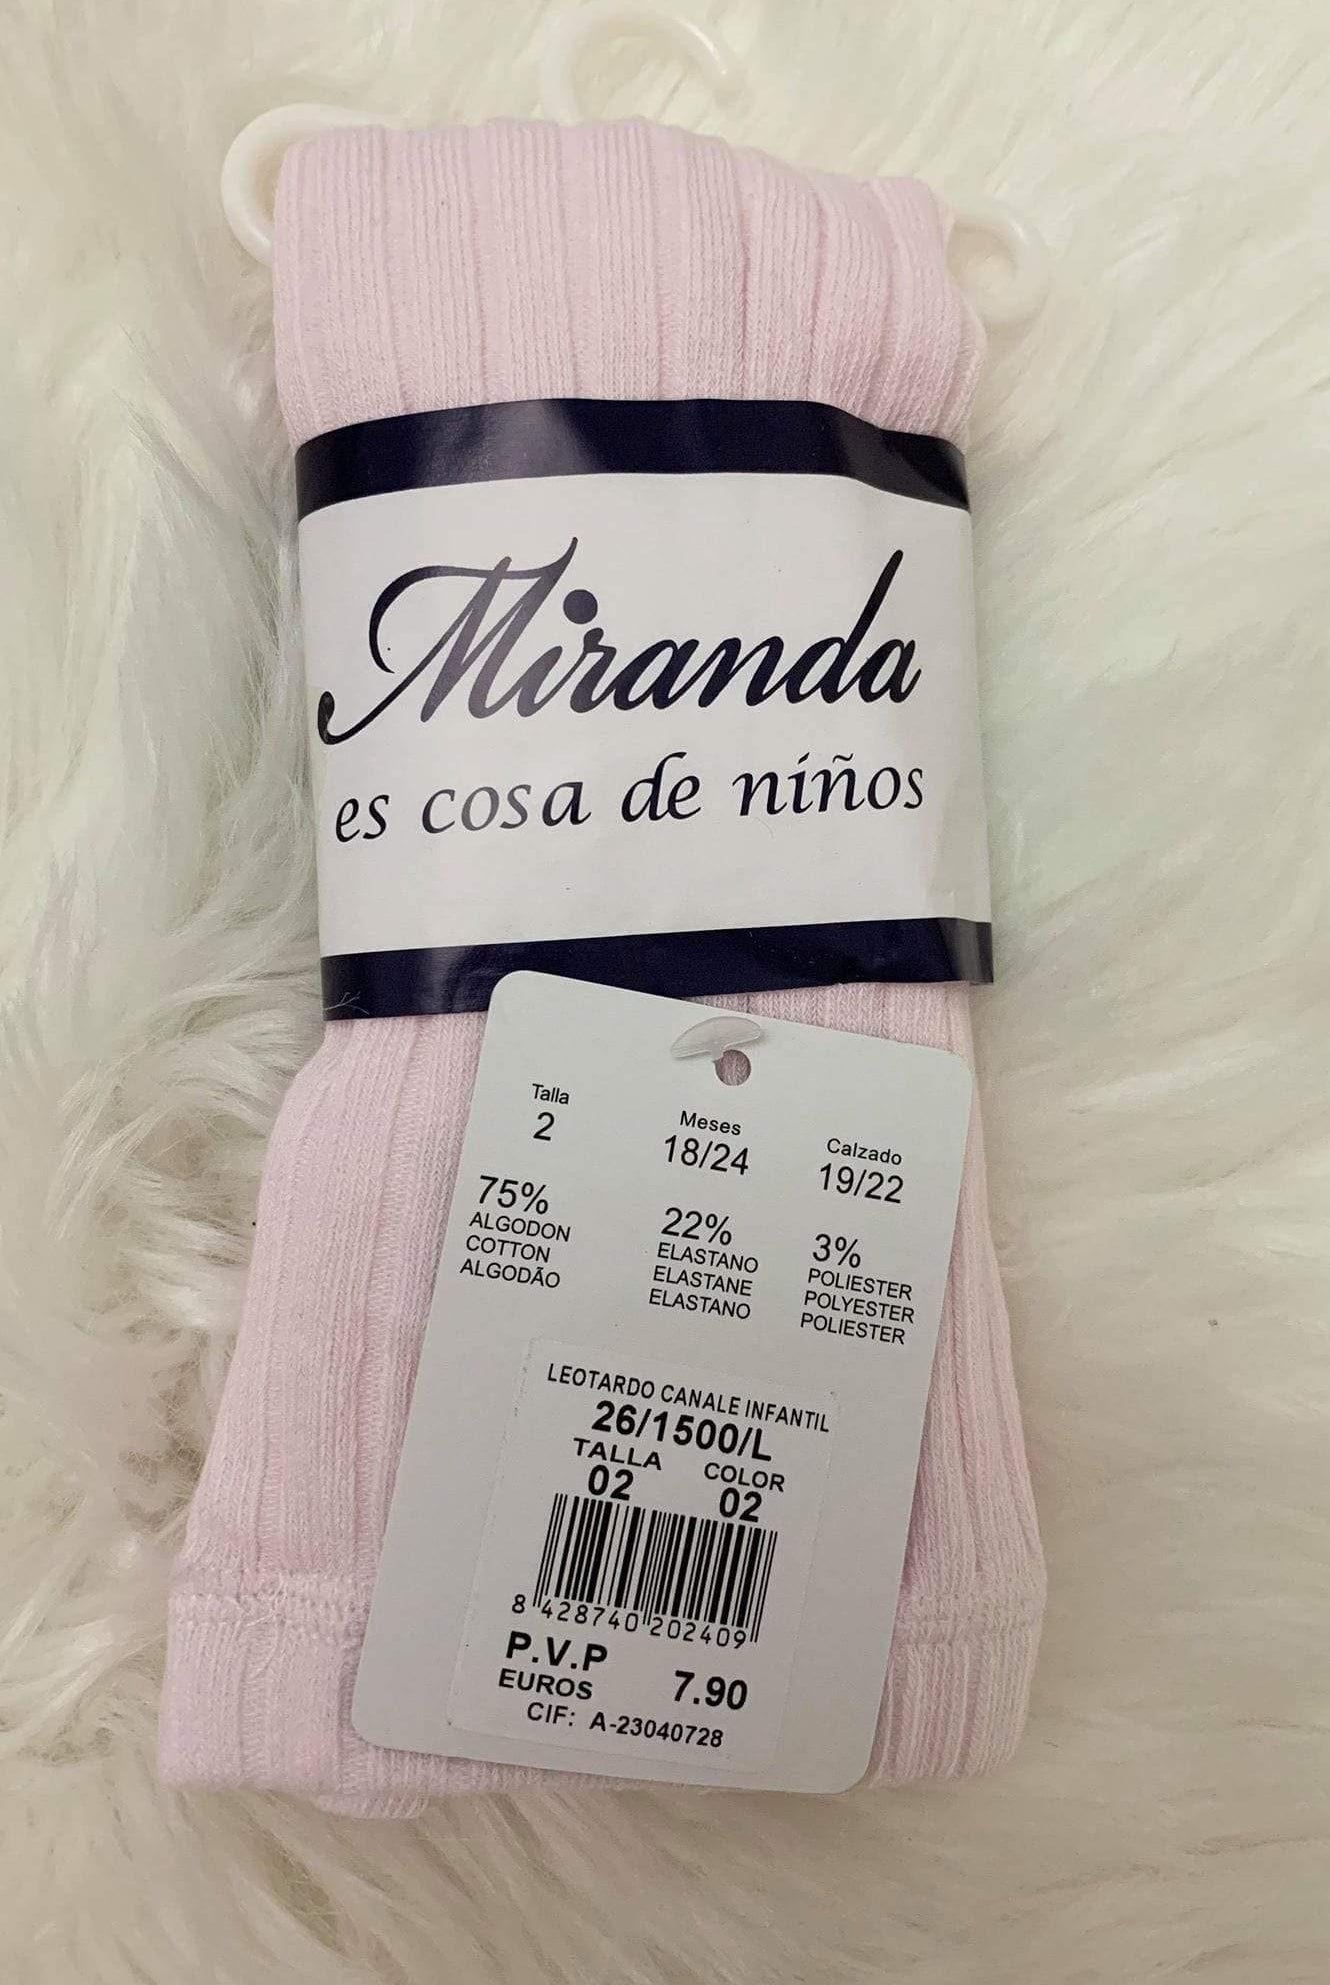 Miranda
es cosa de niños
Talla
2
Meses
18/24
Calzado
19/22
75%
ALGODON
COTTON
ALGODÃO
22%
ELASTANO
ELASTANE
ELASTANO
3%
POLIESTER
POLYESTER
POLIESTER
LEOTARDO CANALE INFANTIL
26/1500/L
TALLA COLOR
02 02
8 428740 202409
P.V.P
EUROS 7.90
CIF: A-23040728